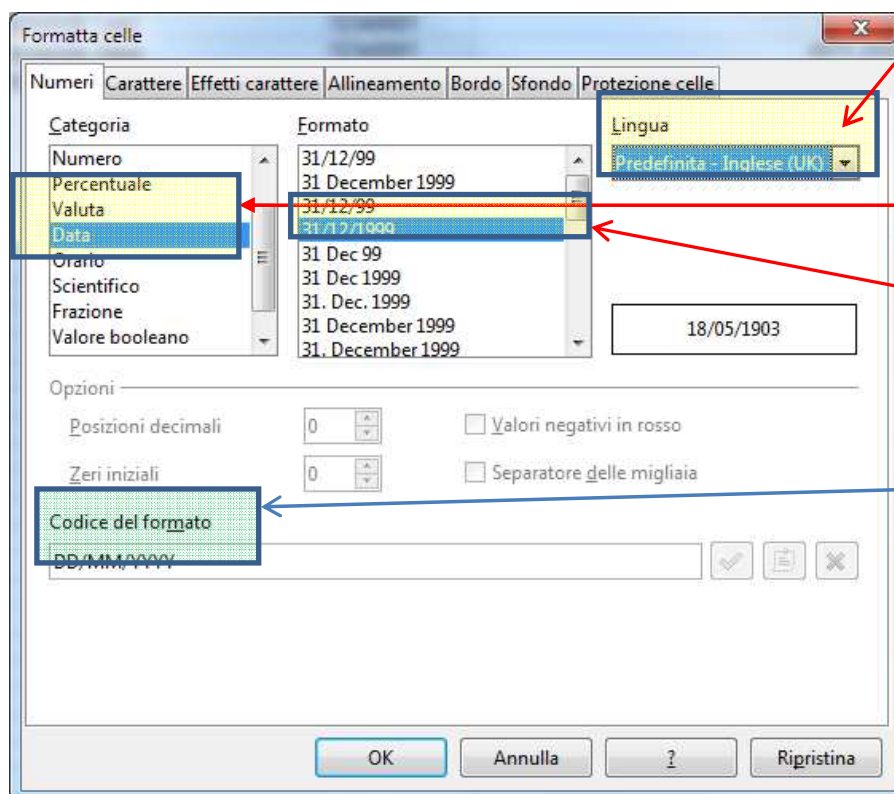 Formatta celle
Numeri Carattere Effetti carattere Allineamento Bordo Sfondo Protezione celle
Categoria
Numero
Percentuale
Valuta
Data
Orario
Scientifico
Frazione
Valore booleano
Formato
31/12/99
31 December 1999
31/12/99
31/12/1999
31 Dec 99
31 Dec 1999
31. Dec. 1999
31 December 1999
31. December 1999
Lingua
Predefinita - Inglese (UK)
18/05/1903
Opzioni
Posizioni decimali 0 Valori negativi in rosso
Zeri iniziali 0 Separatore delle migliaia
Codice del formato
DD/MM/YYYY
OK Annulla ? Ripristina